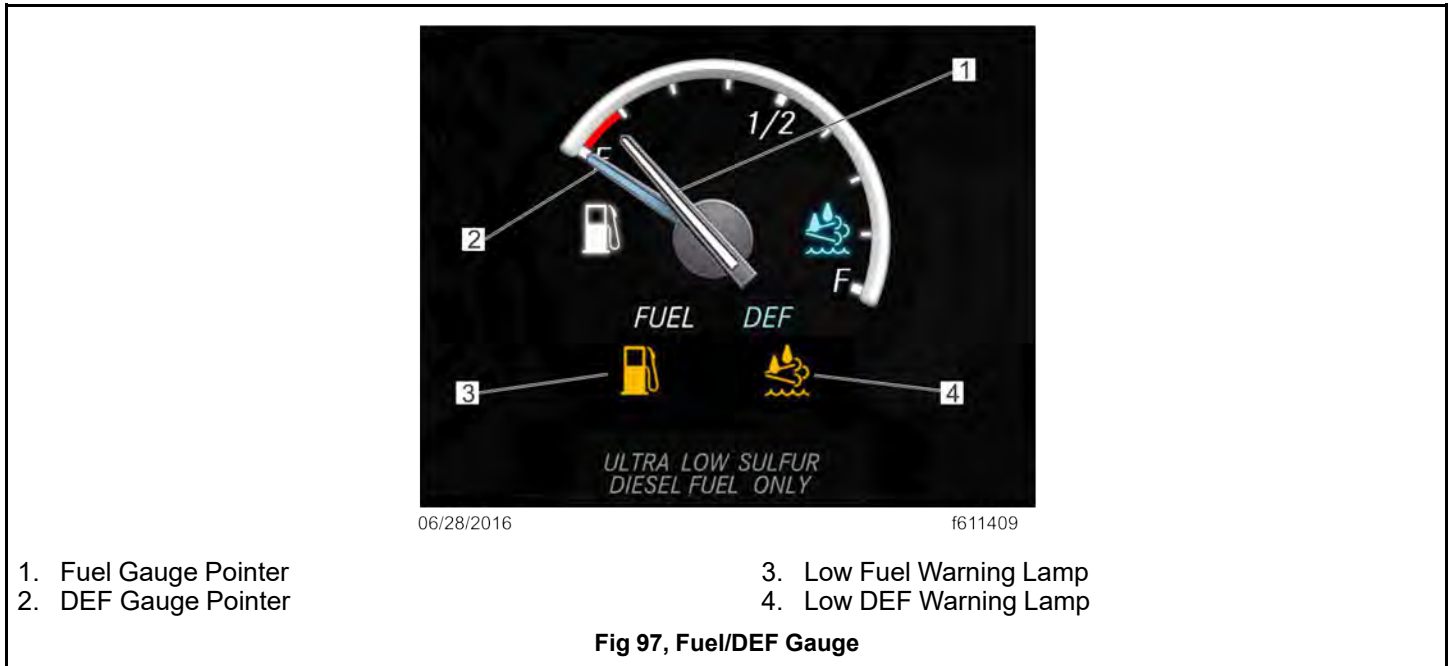 1
1/2
E
2
F
FUEL DEF
3
4
ULTRA LOW SULFUR
DIESEL FUEL ONLY
06/28/2016 f611409
1. Fuel Gauge Pointer
2. DEF Gauge Pointer
3. Low Fuel Warning Lamp
4. Low DEF Warning Lamp
Fig 97, Fuel/DEF Gauge